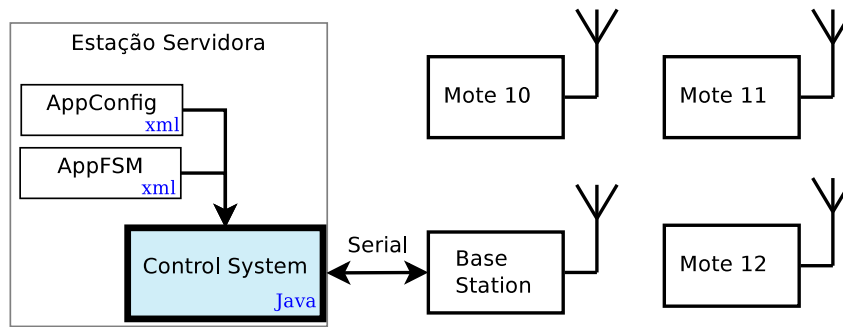 Estação Servidora
AppConfig
xml
AppFSM
xml
Control System
Java
Serial
Mote 10
Mote 11
Base
Station
Mote 12